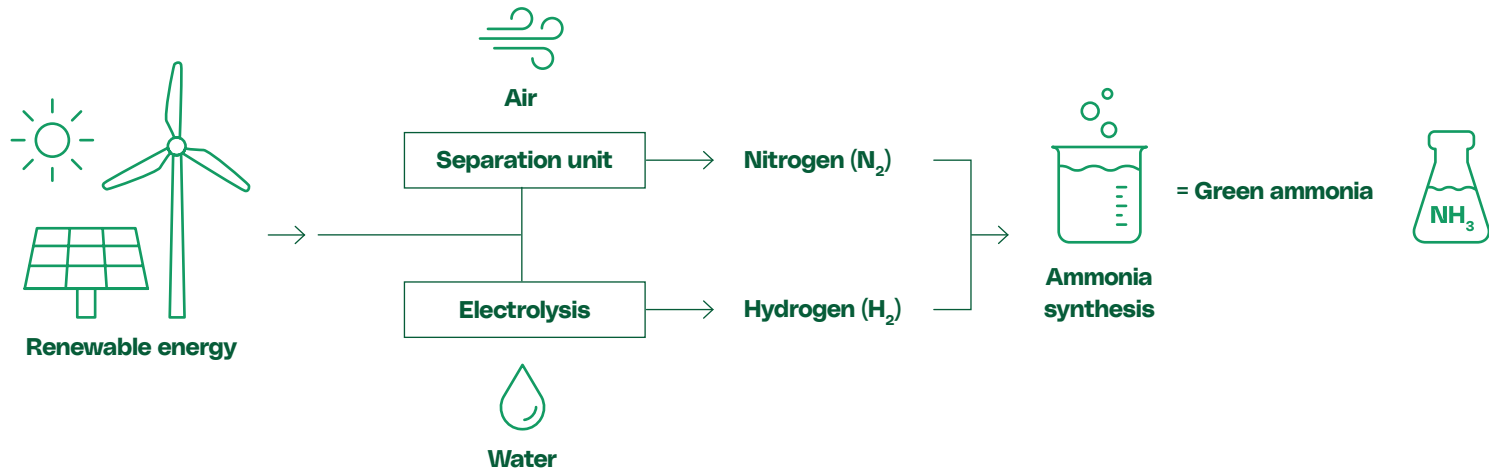 Air
Separation unit
Nitrogen (N₂)
= Green ammonia
NH₃
Electrolysis
Hydrogen (H₂)
Ammonia
synthesis
Renewable energy
Water